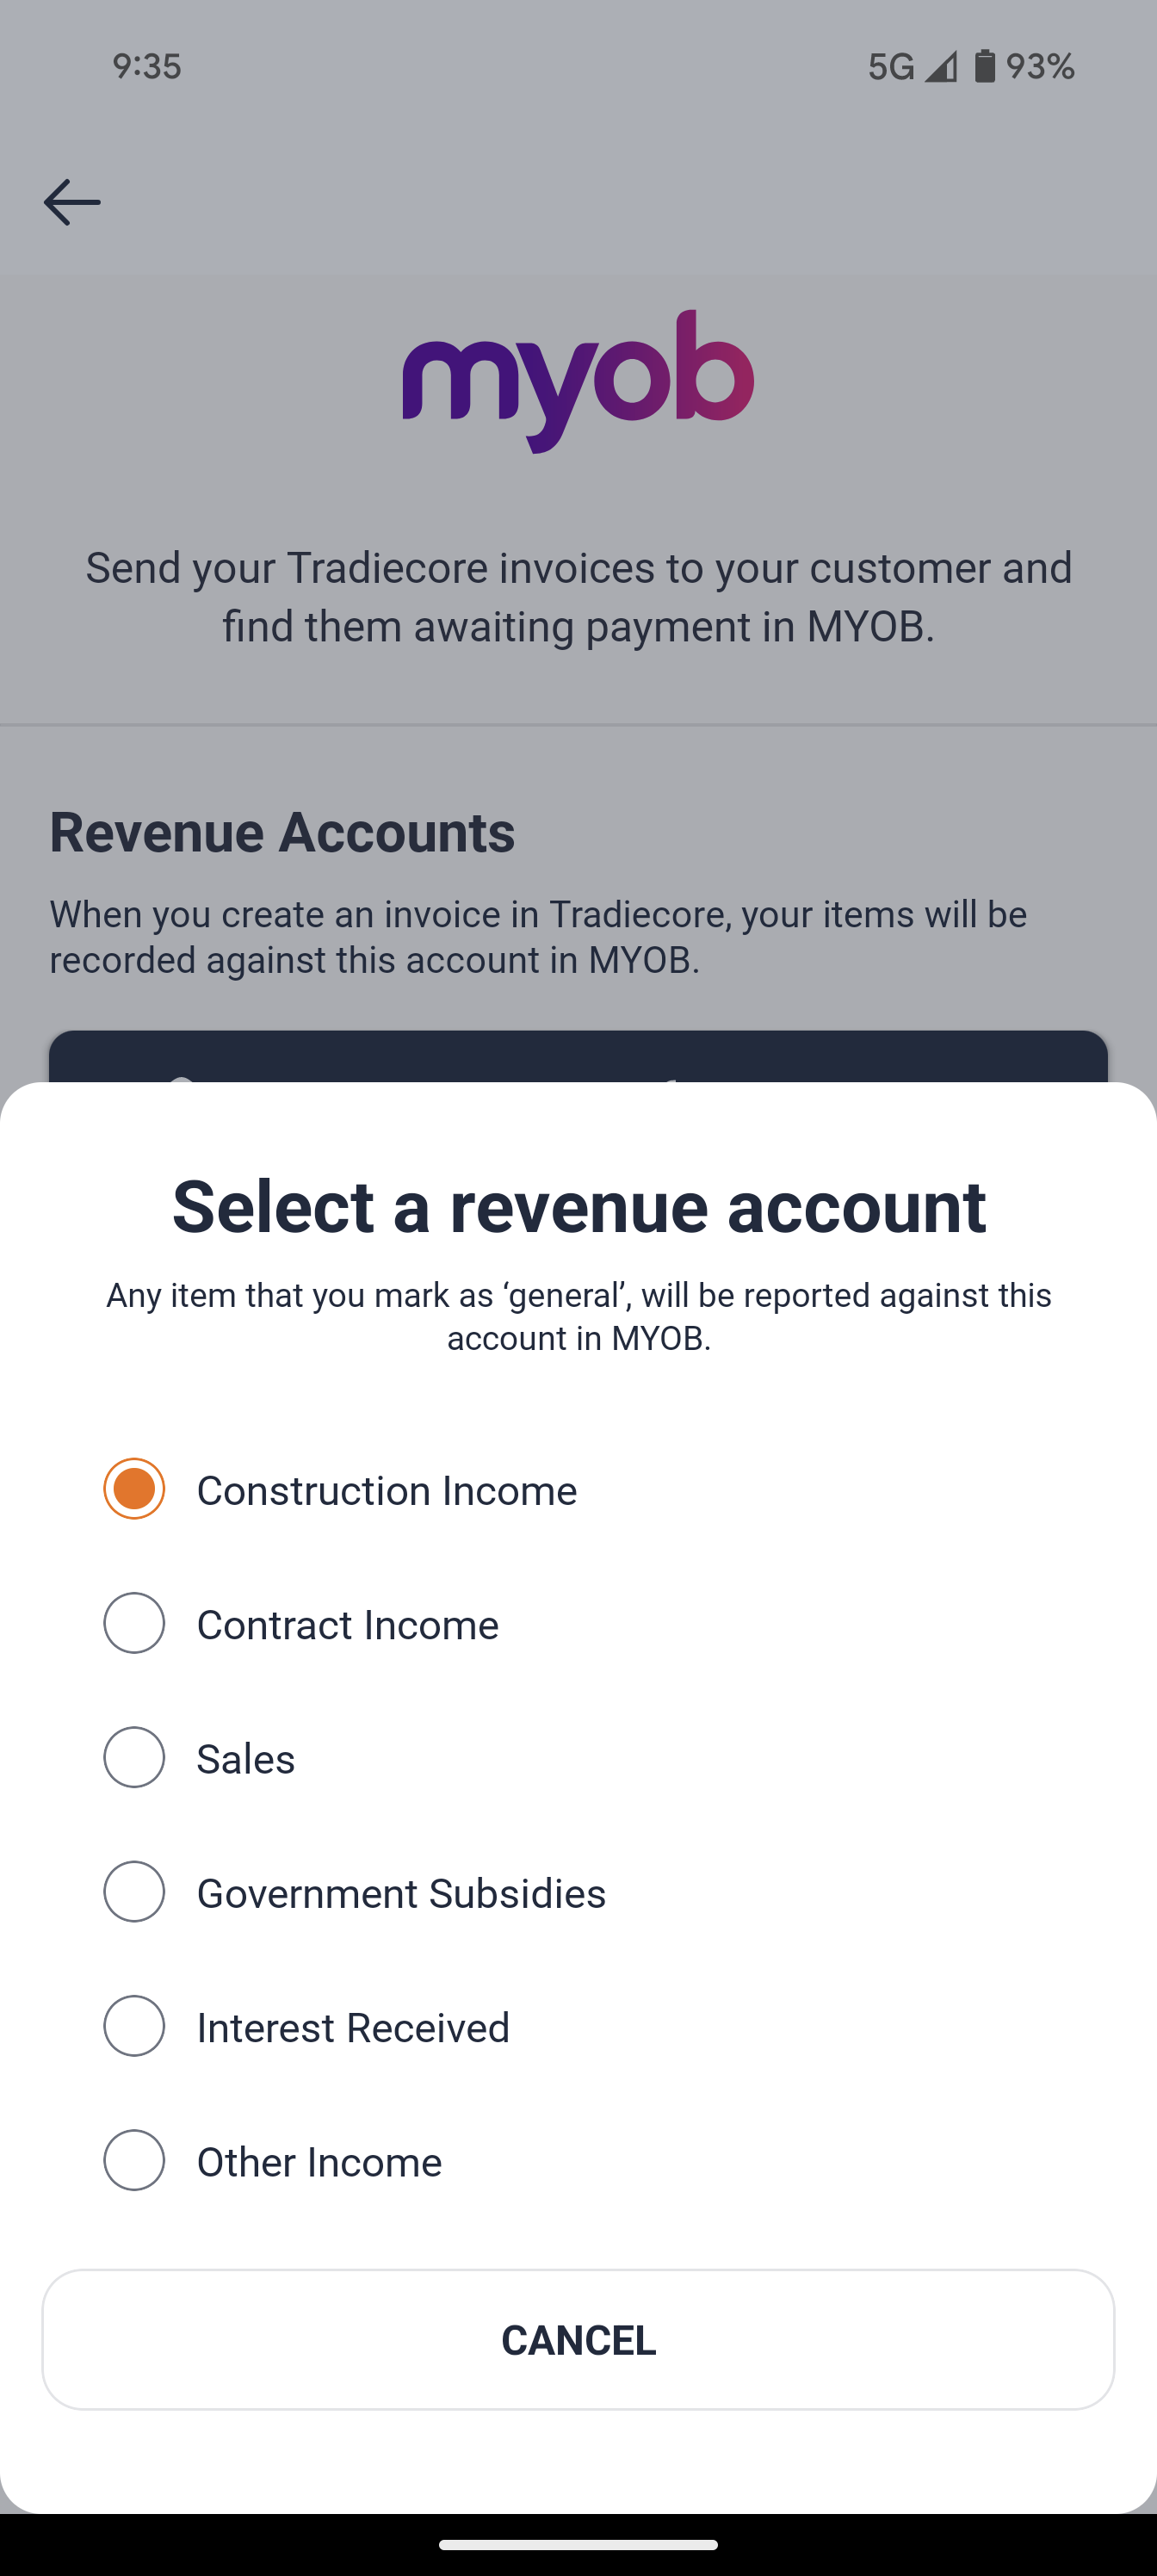 9:35
5G 93%
myob
Send your Tradiecore invoices to your customer and
find them awaiting payment in MYOB.
Revenue Accounts
When you create an invoice in Tradiecore, your items will be
recorded against this account in MYOB.
Select a revenue account
Any item that you mark as ‘general’, will be reported against this
account in MYOB.
Construction Income
Contract Income
Sales
Government Subsidies
Interest Received
Other Income
CANCEL